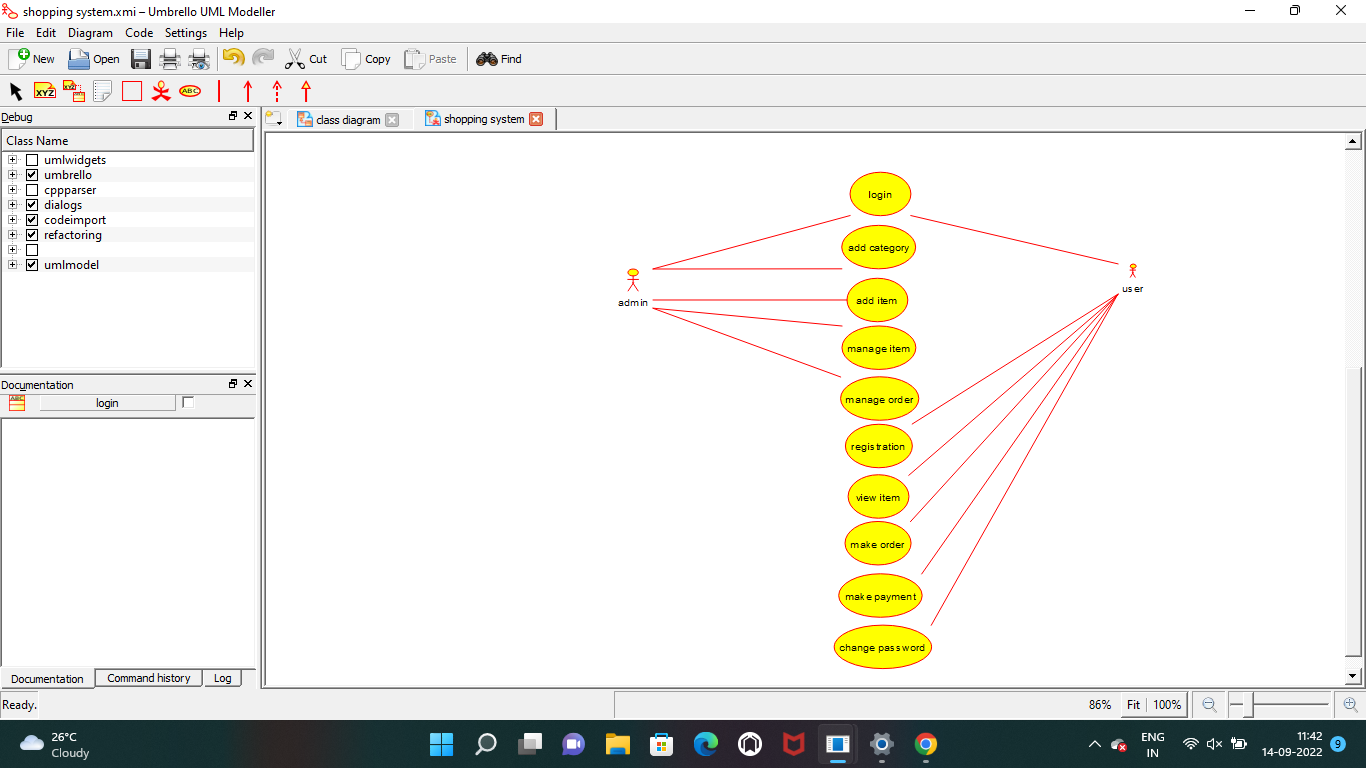 shopping system.xmi – Umbrello UML Modeller
File Edit Diagram Code Settings Help
New Open Cut Copy Paste Find
XYZ XYZ ABC
Debug
Class Name
umlwidgets
umbrello
cppparser
dialogs
codeimport
refactoring
umlmodel
Documentation
ABC login
Documentation Command history Log
class diagram shopping system
login
add category
admin
user
add item
manage item
manage order
registration
view item
make order
make payment
change password
Ready.
86% Fit 100%
26°C
Cloudy
ENG
IN
11:42
14-09-2022
9